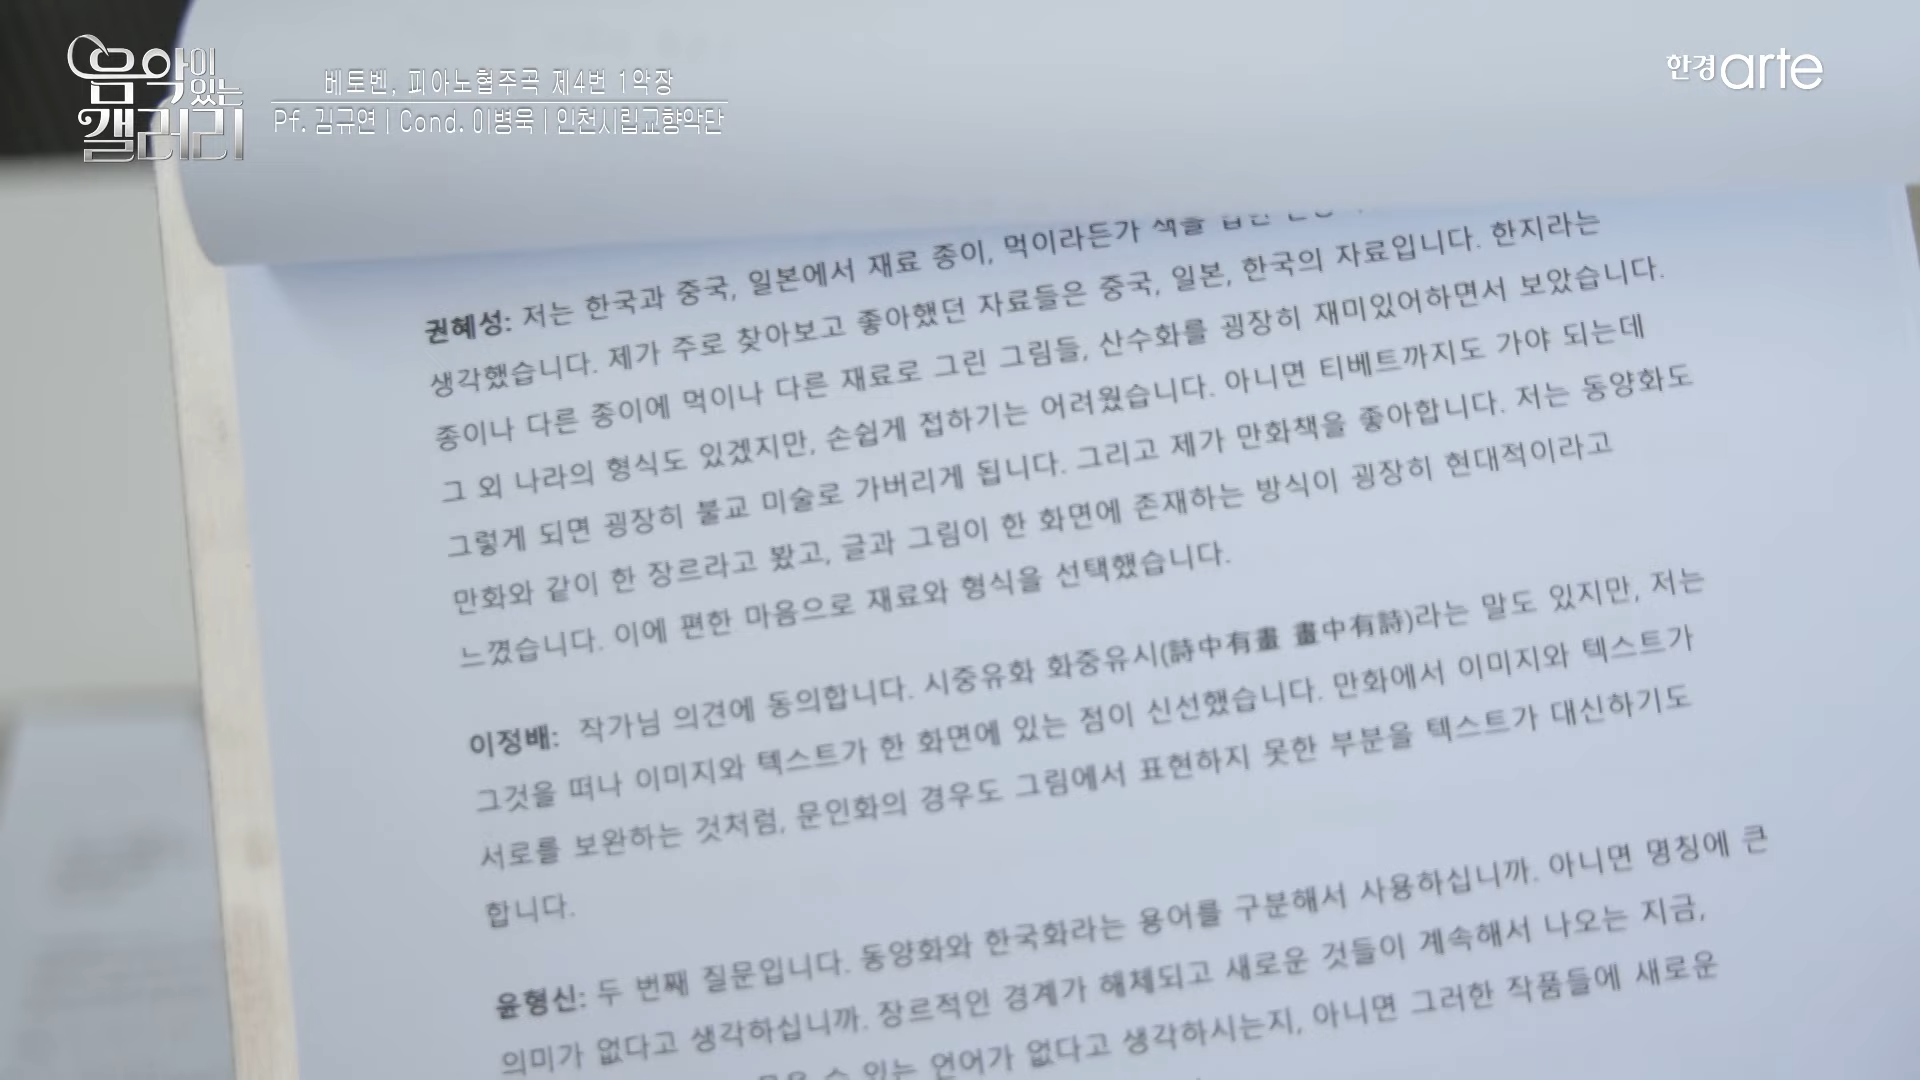 음악이 있는 갤러리
베토벤, 피아노협주곡 제4번 1악장
Pf. 김규연 | Cond. 이병욱 | 인천시립교향악단
한경arte
권혜성: 저는 한국과 중국, 일본에서 재료 종이, 먹이라든가 색을
생각했습니다. 제가 주로 찾아보고 좋아했던 자료들은 중국, 일본, 한국의 자료입니다. 한지라는
종이나 다른 종이에 먹이나 다른 재료로 그린 그림들, 산수화를 굉장히 재미있어하면서 보았습니다.
그 외 나라의 형식도 있겠지만, 손쉽게 접하기는 어려웠습니다. 아니면 티베트까지도 가야 되는데
그렇게 되면 굉장히 불교 미술로 가버리게 됩니다. 그리고 제가 만화책을 좋아합니다. 저는 동양화도
만화와 같이 한 장르라고 봤고, 글과 그림이 한 화면에 존재하는 방식이 굉장히 현대적이라고
느꼈습니다. 이에 편한 마음으로 재료와 형식을 선택했습니다.
이정배: 작가님 의견에 동의합니다. 시중유화 화중유시(詩中有畫 畫中有詩)라는 말도 있지만, 저는
그것을 떠나 이미지와 텍스트가 한 화면에 있는 점이 신선했습니다. 만화에서 이미지와 텍스트가
서로를 보완하는 것처럼, 문인화의 경우도 그림에서 표현하지 못한 부분을 텍스트가 대신하기도
합니다.
윤형신: 두 번째 질문입니다. 동양화와 한국화라는 용어를 구분해서 사용하십니까. 아니면 명칭에 큰
의미가 없다고 생각하십니까. 장르적인 경계가 해체되고 새로운 것들이 계속해서 나오는 지금,
수 있는 언어가 없다고 생각하시는지, 아니면 그러한 작품들에 새로운